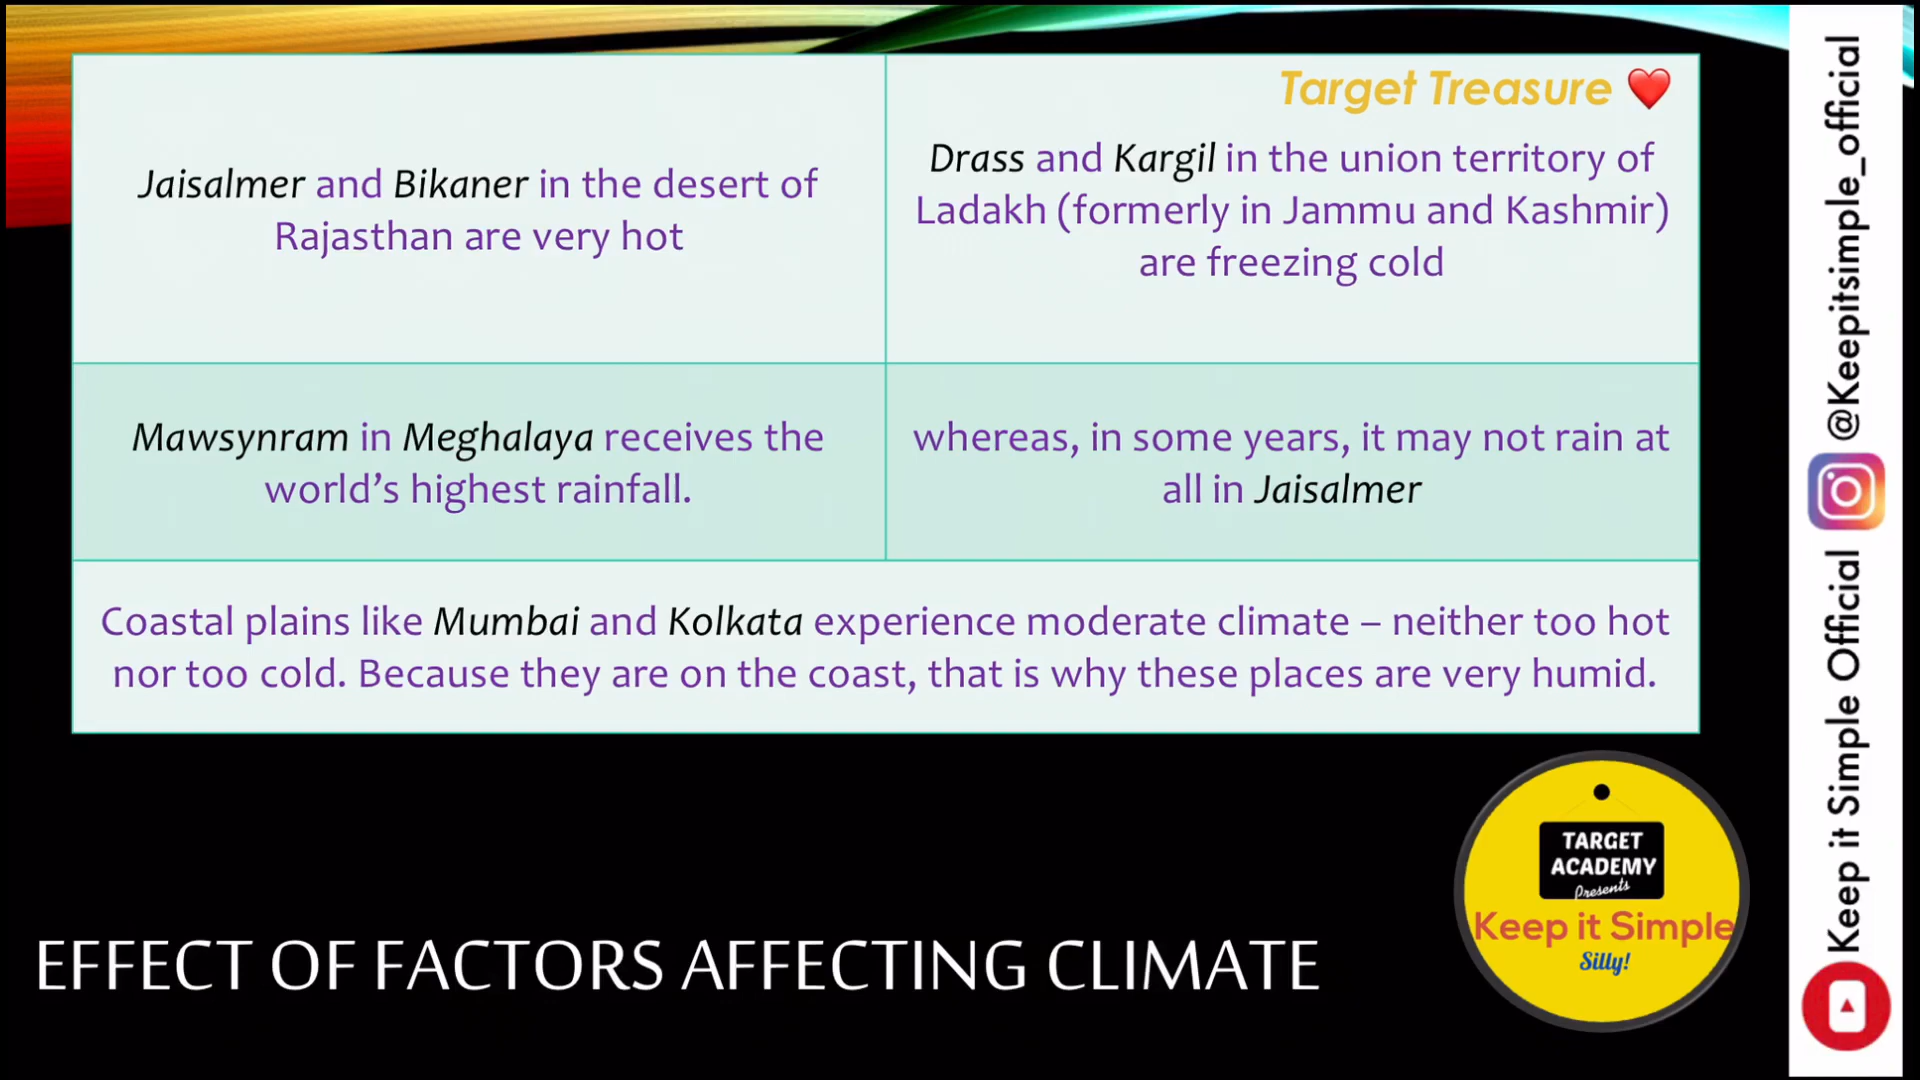 Target Treasure ❤️
Jaisalmer and Bikaner in the desert of
Rajasthan are very hot
Drass and Kargil in the union territory of
Ladakh (formerly in Jammu and Kashmir)
are freezing cold
Mawsynram in Meghalaya receives the
world’s highest rainfall.
whereas, in some years, it may not rain at
all in Jaisalmer
Coastal plains like Mumbai and Kolkata experience moderate climate – neither too hot
nor too cold. Because they are on the coast, that is why these places are very humid.
EFFECT OF FACTORS AFFECTING CLIMATE
TARGET
ACADEMY
Presents
Keep it Simple
Silly!
@Keepitsimple_official
Keep it Simple Official